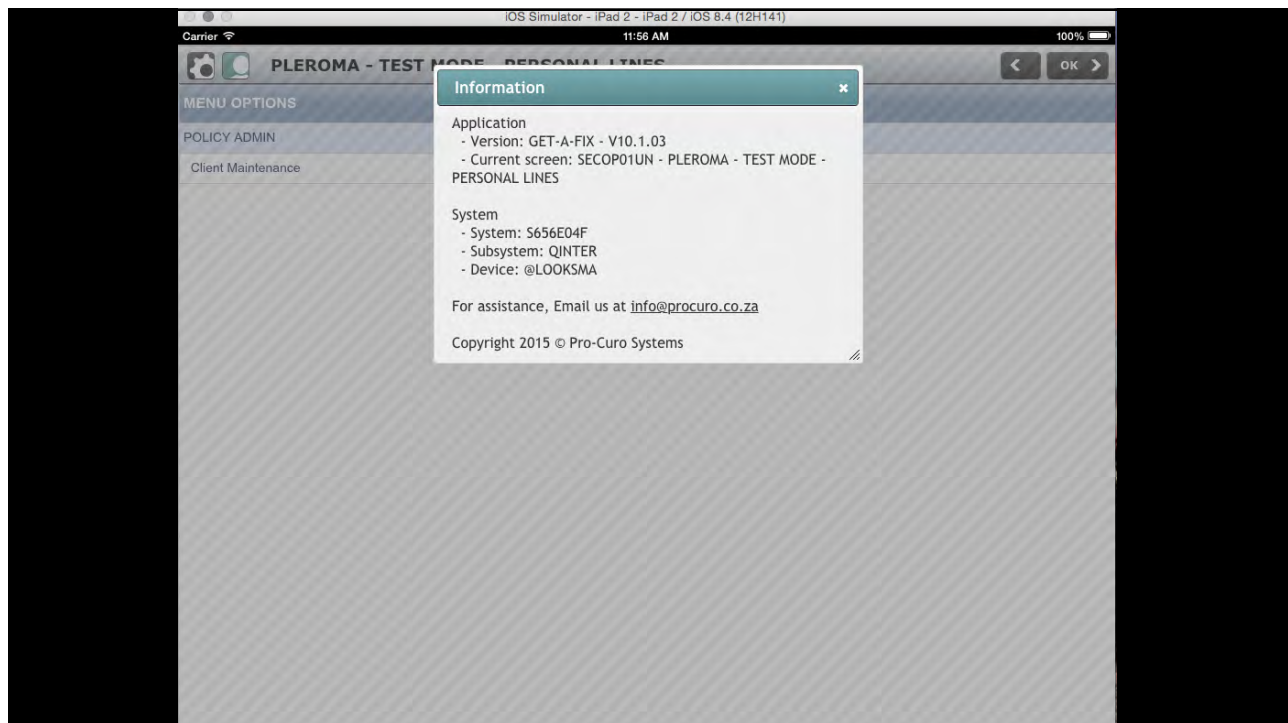 iOS Simulator - iPad 2 - iPad 2 / iOS 8.4 (12H141)
Carrier 11:56 AM 100%
PLEROMA - TEST MODE - PERSONAL LINES OK
Information
MENU OPTIONS
POLICY ADMIN
Client Maintenance
Application
- Version: GET-A-FIX - V10.1.03
- Current screen: SECOP01UN - PLEROMA - TEST MODE -
PERSONAL LINES
System
- System: S656E04F
- Subsystem: QINTER
- Device: @LOOKSMA
For assistance, Email us at info@procuro.co.za
Copyright 2015 © Pro-Curo Systems